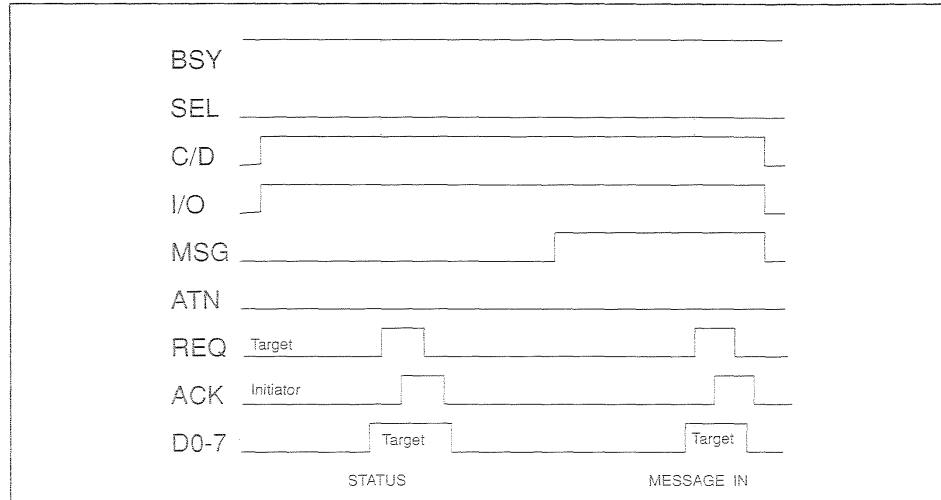 BSY
SEL
C/D
I/O
MSG
ATN
REQ Target
ACK Initiator
D0-7 Target Target
STATUS MESSAGE IN